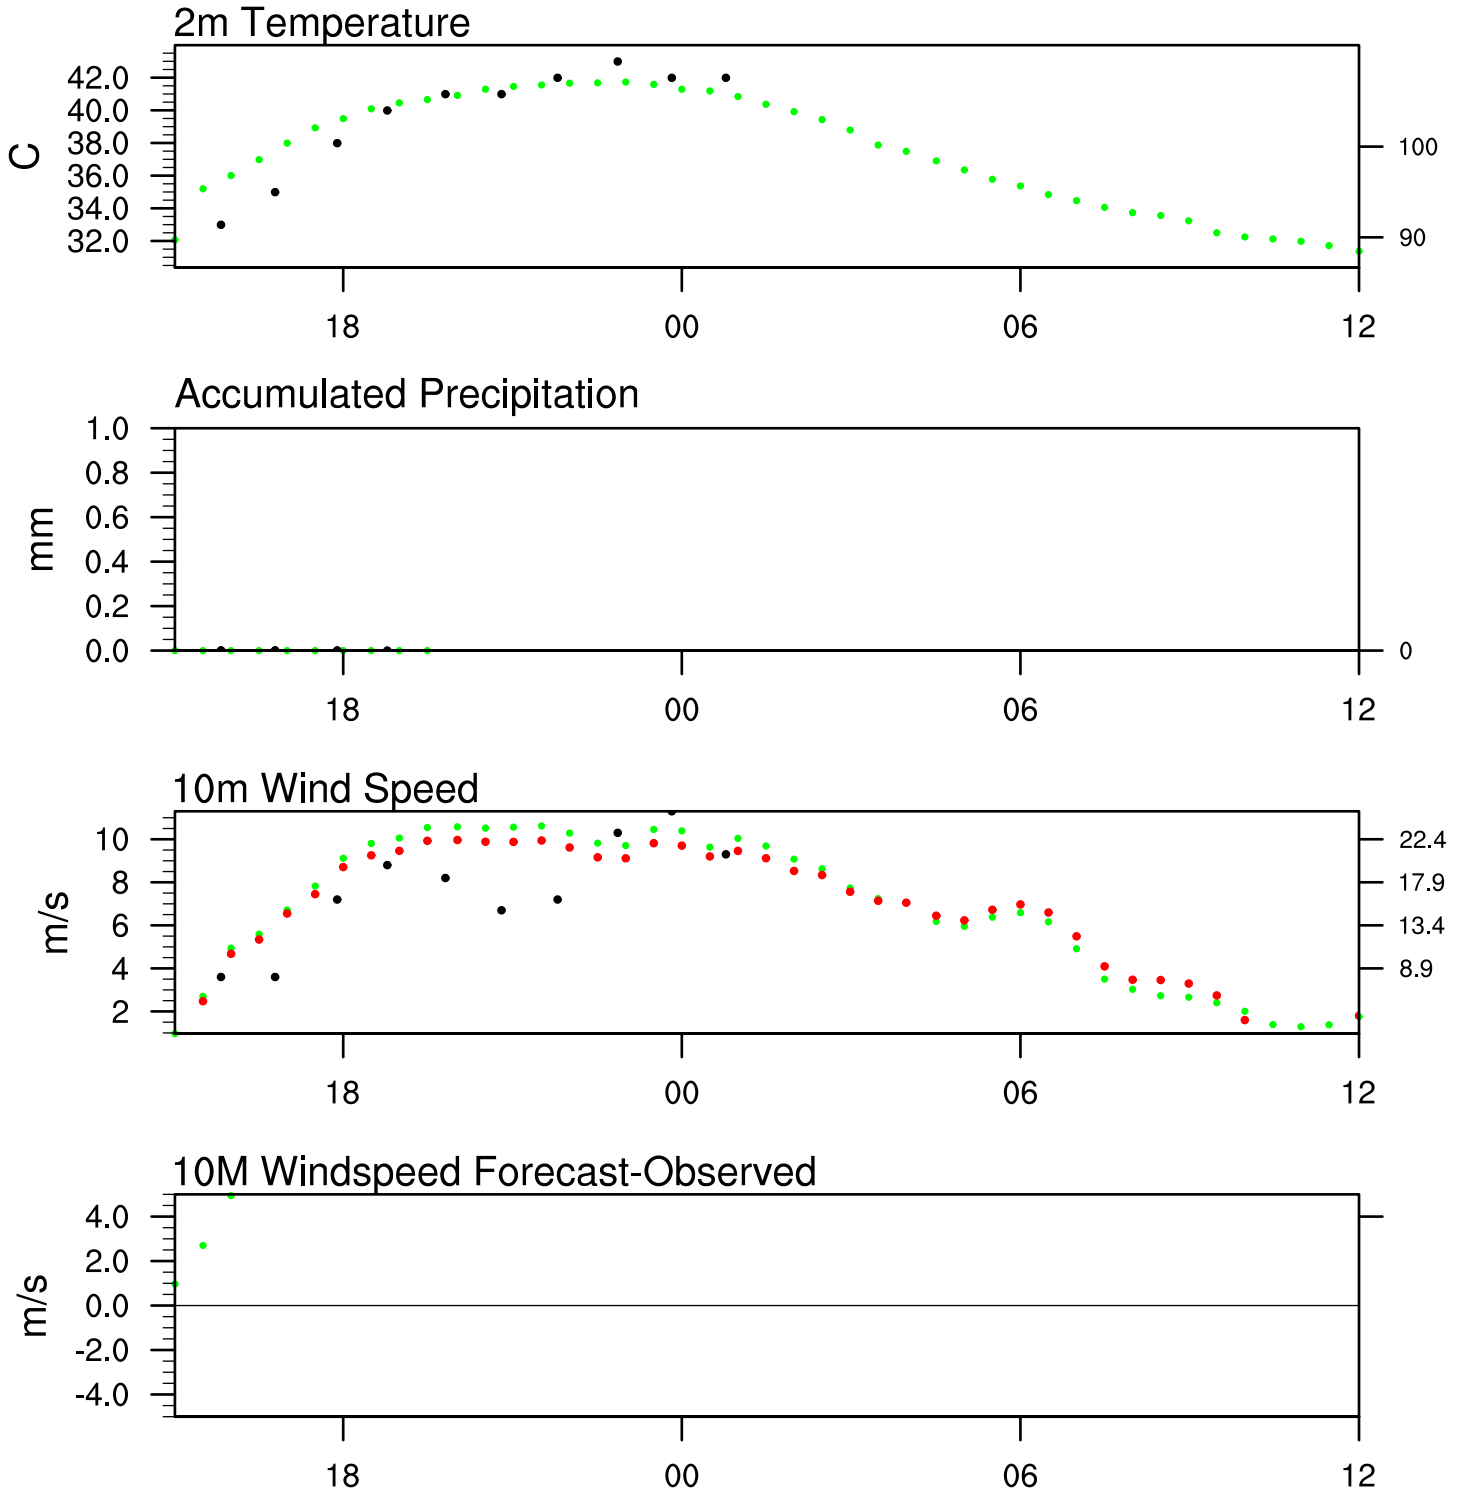 2m Temperature
42.0
40.0
38.0
36.0
34.0
32.0
C
100
90
18 00 06 12
Accumulated Precipitation
1.0
0.8
0.6
0.4
0.2
0.0
mm
0
18 00 06 12
10m Wind Speed
10
8
6
4
2
m/s
22.4
17.9
13.4
8.9
18 00 06 12
10M Windspeed Forecast-Observed
4.0
2.0
0.0
-2.0
-4.0
m/s
18 00 06 12